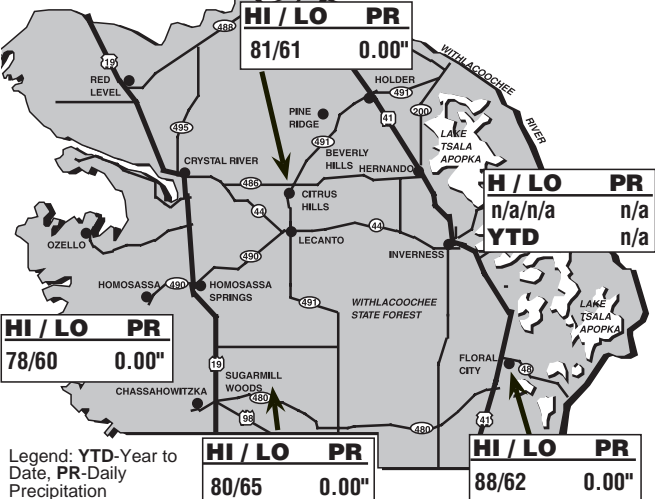 HI / LO PR
81/61 0.00"
488
19
RED
LEVEL
WITHLACOOCHEE
RIVER
HOLDER
491
PINE
RIDGE
41
200
495
491
LAKE
TSALA
APOPKA
BEVERLY
HILLS
CRYSTAL RIVER
HERNANDO
486
CITRUS
HILLS
H / LO PR
n/a/n/a n/a
YTD n/a
44
44
OZELLO
LECANTO
INVERNESS
490
HOMOSASSA
490
HOMOSASSA
SPRINGS
491
WITHLACOOCHEE
STATE FOREST
LAKE
TSALA
APOPKA
HI / LO PR
78/60 0.00"
19
FLORAL
CITY
48
SUGARMILL
WOODS
CHASSAHOWITZKA
480
98
480
41
HI / LO PR
80/65 0.00"
HI / LO PR
88/62 0.00"
Legend: YTD-Year to
Date, PR-Daily
Precipitation